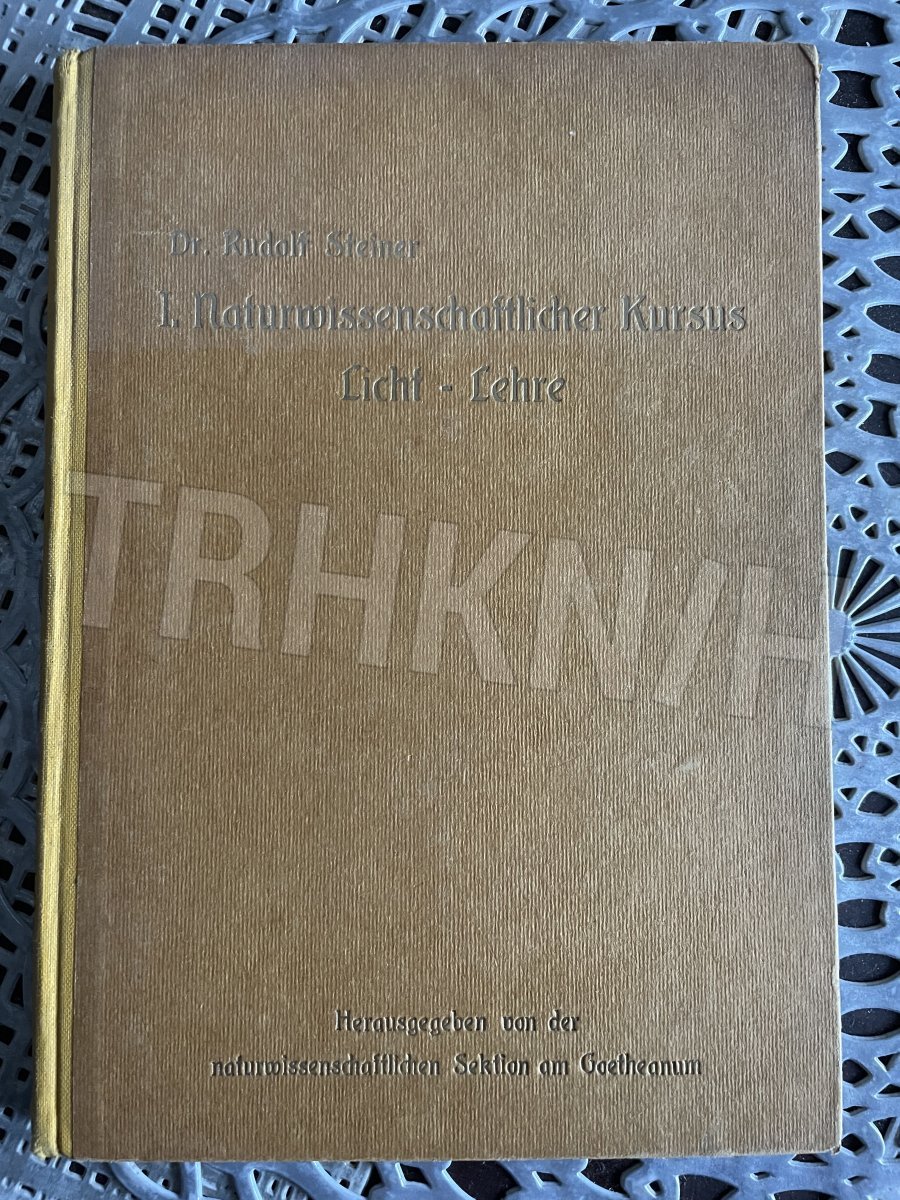 Dr. Rudolf Steiner
I. Naturwissenschaftlicher Kursus
Licht - Lehre
TRHKNIH
Herausgegeben von der
naturwissenschaftlichen Sektion am Goetheanum